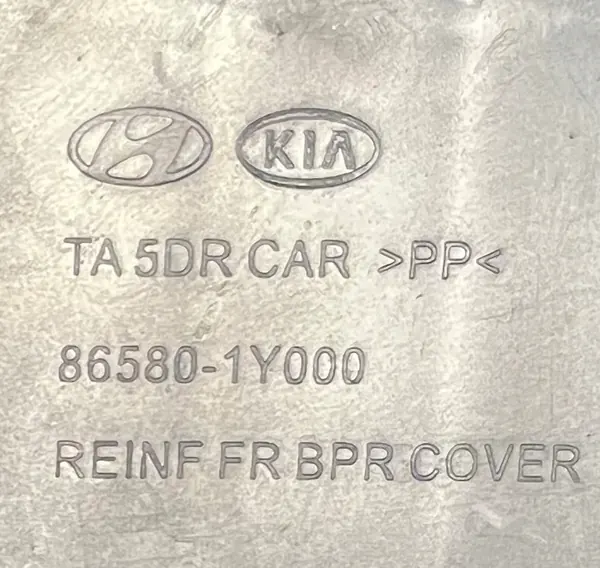 KIA
TA 5DR CAR >PP<
86580-1Y000
REINF FR BPR COVER